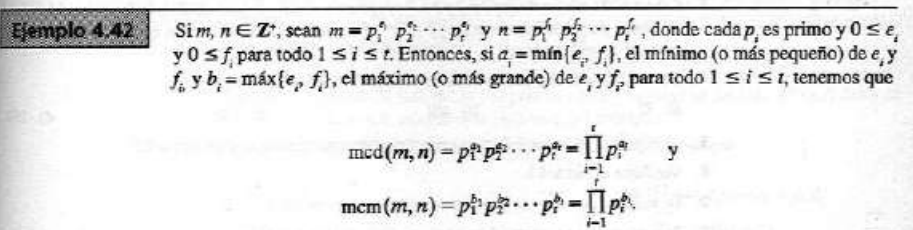 Ejemplo 4.42 Si m, n ∈ Z⁺, sean m = p₁^{e₁} p₂^{e₂} ⋯ pₜ^{eₜ} y n = p₁^{f₁} p₂^{f₂} ⋯ pₜ^{fₜ}, donde cada pᵢ es primo y 0 ≤ eᵢ
y 0 ≤ fᵢ para todo 1 ≤ i ≤ t. Entonces, si aᵢ = mín{eᵢ, fᵢ}, el mínimo (o más pequeño) de eᵢ y
fᵢ, y bᵢ = máx{eᵢ, fᵢ}, el máximo (o más grande) de eᵢ y fᵢ, para todo 1 ≤ i ≤ t, tenemos que
mcd(m, n) = p₁^{a₁} p₂^{a₂} ⋯ pₜ^{aₜ} = ∏_{i=1}^{t} pᵢ^{aᵢ} y
mcm(m, n) = p₁^{b₁} p₂^{b₂} ⋯ pₜ^{bₜ} = ∏_{i=1}^{t} pᵢ^{bᵢ}.